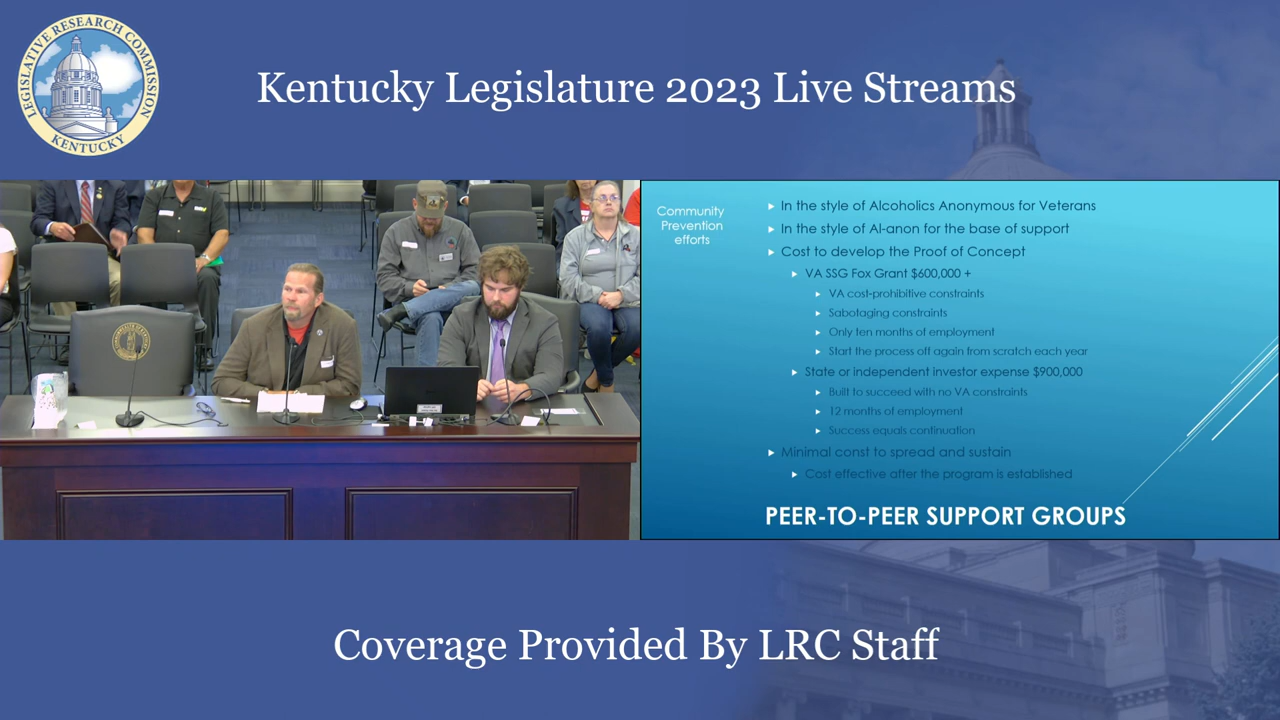 LEGISLATIVE RESEARCH COMMISSION
KENTUCKY
Kentucky Legislature 2023 Live Streams
Community
Prevention
efforts
In the style of Alcoholics Anonymous for Veterans
In the style of Al-anon for the base of support
Cost to develop the Proof of Concept
VA SSG Fox Grant $600,000 +
VA cost-prohibitive constraints
Sabotaging constraints
Only ten months of employment
Start the process off again from scratch each year
State or independent investor expense $900,000
Built to succeed with no VA constraints
12 months of employment
Success equals continuation
Minimal const to spread and sustain
Cost effective after the program is established
PEER-TO-PEER SUPPORT GROUPS
Coverage Provided By LRC Staff